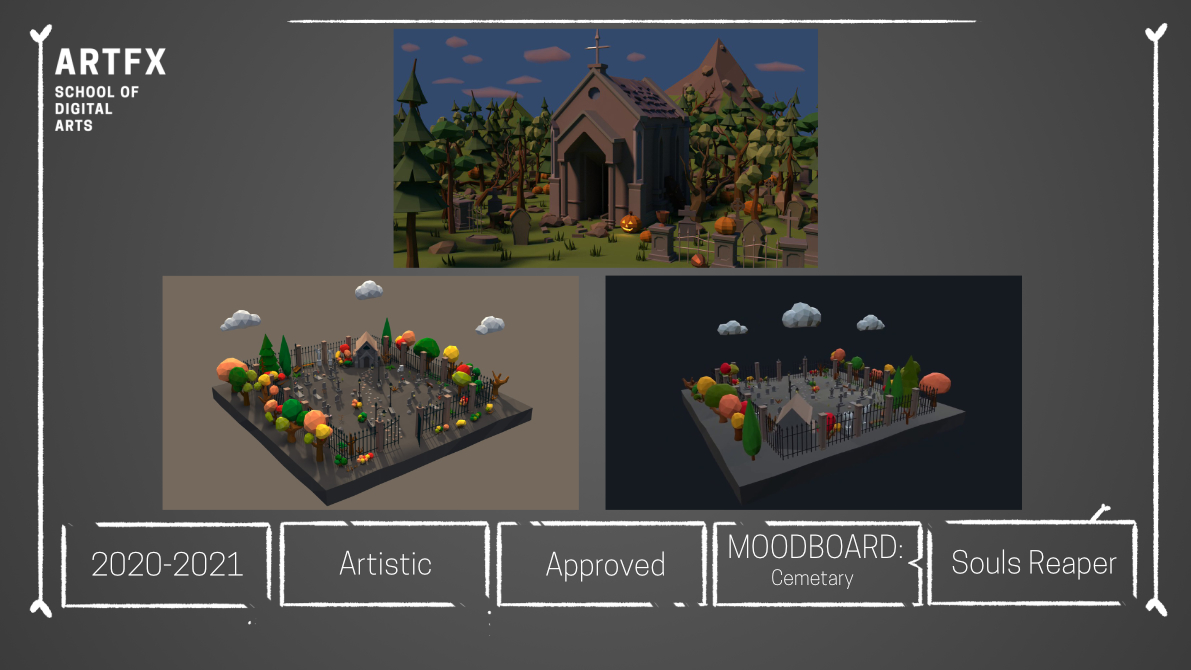 ARTFX
SCHOOL OF
DIGITAL
ARTS
2020-2021
Artistic
Approved
MOODBOARD:
Cemetary
Souls Reaper